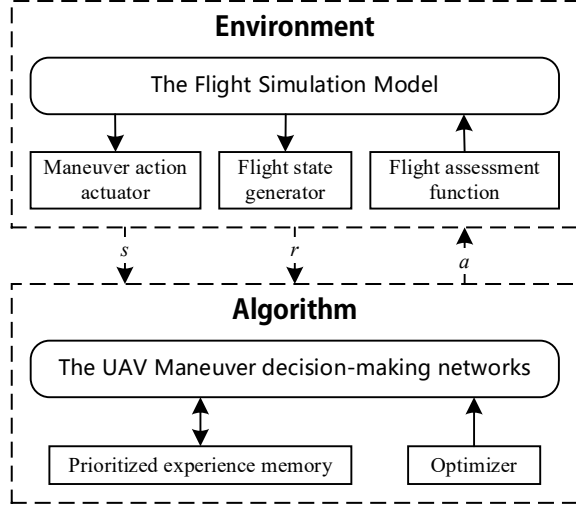 Environment
The Flight Simulation Model
Maneuver action
actuator
Flight state
generator
Flight assessment
function
s
r
a
Algorithm
The UAV Maneuver decision-making networks
Prioritized experience memory
Optimizer